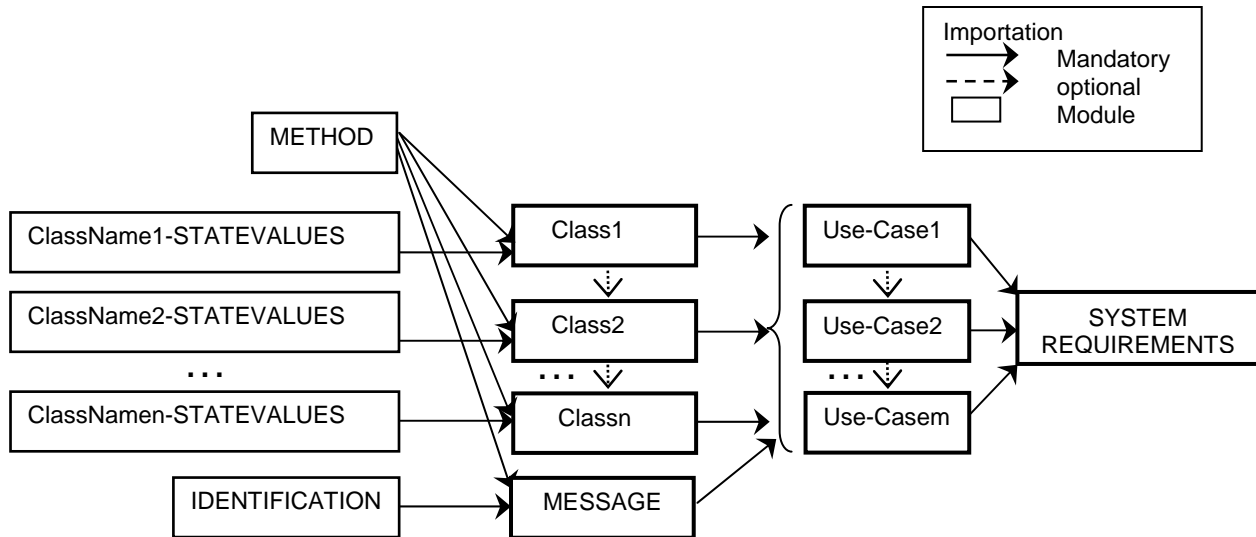 Importation
Mandatory
optional
Module
METHOD
ClassName1-STATEVALUES
Class1
Use-Case1
ClassName2-STATEVALUES
Class2
Use-Case2
SYSTEM
REQUIREMENTS
...
...
...
ClassNamen-STATEVALUES
Classn
Use-Casem
IDENTIFICATION
MESSAGE